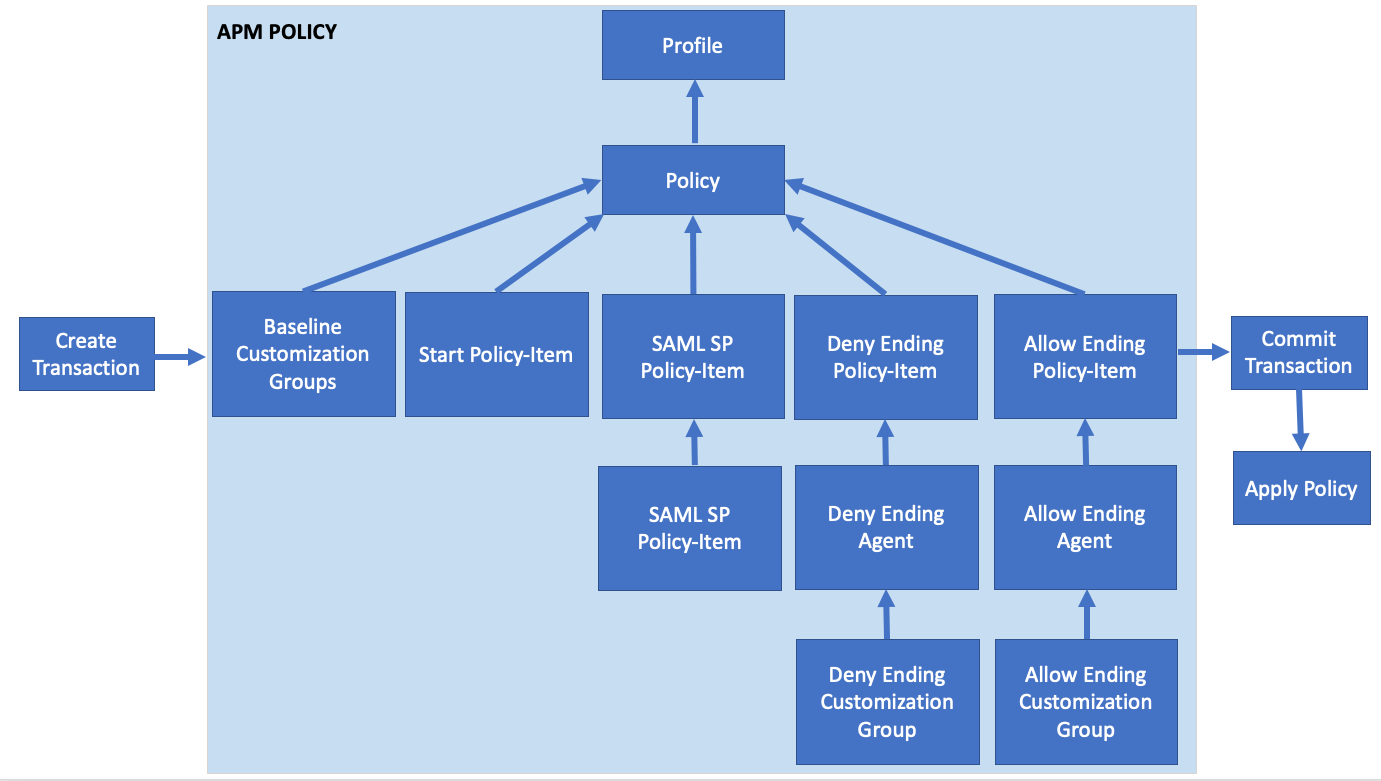 APM POLICY
Profile
Policy
Create
Transaction
Baseline
Customization
Groups
Start Policy-Item
SAML SP
Policy-Item
Deny Ending
Policy-Item
Allow Ending
Policy-Item
Commit
Transaction
SAML SP
Policy-Item
Deny Ending
Agent
Allow Ending
Agent
Apply Policy
Deny Ending
Customization
Group
Allow Ending
Customization
Group